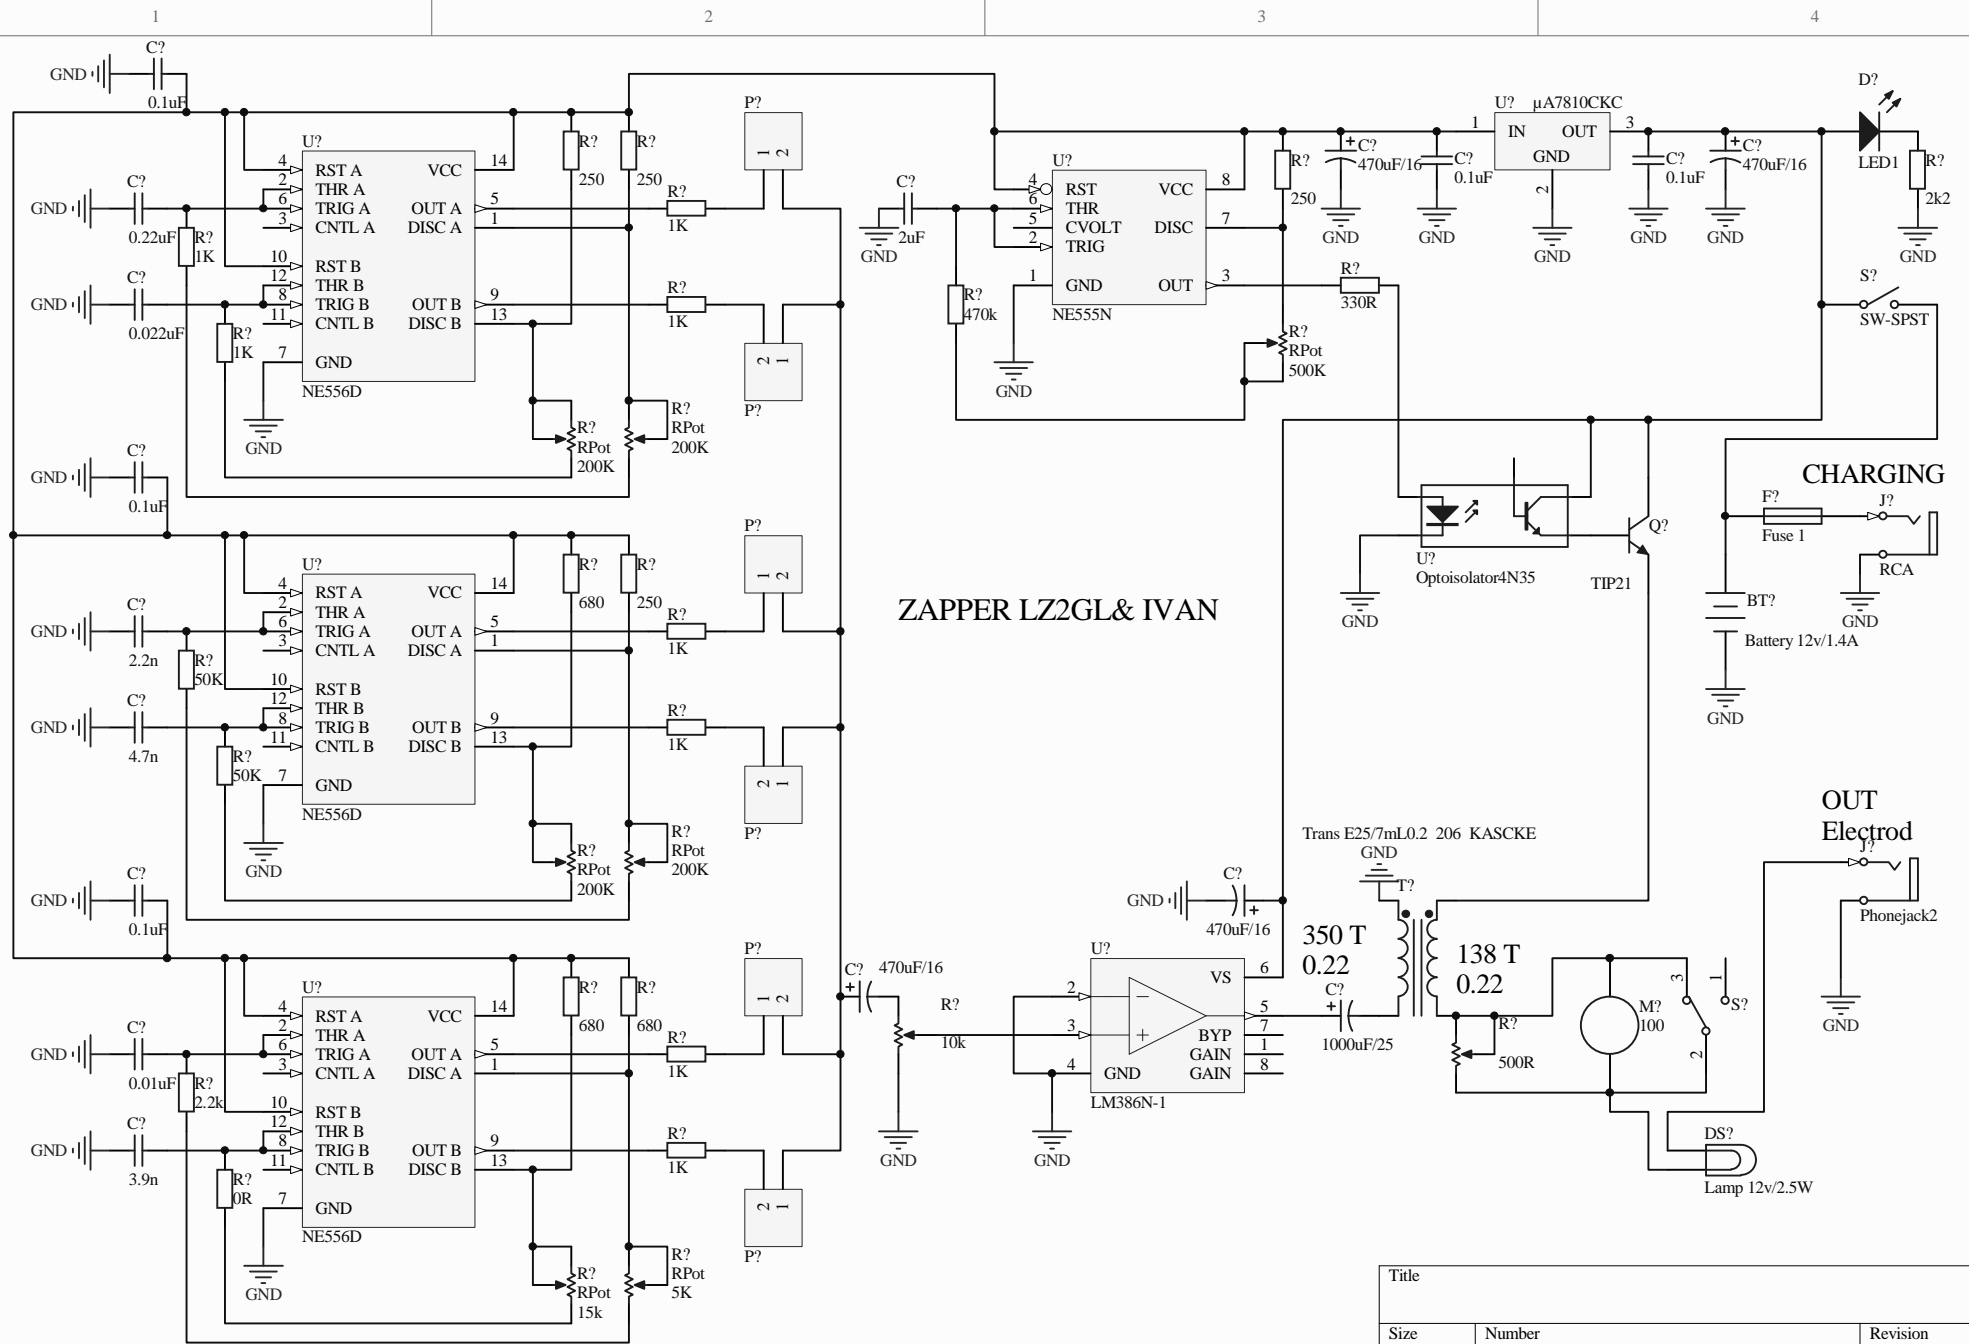 1 2 3 4
C?
GND
0.1uF
U?
4 RST A VCC 14
2 THR A
6 TRIG A OUT A 5
3 CNTL A DISC A 1
10 RST B
12 THR B
8 TRIG B OUT B 9
11 CNTL B DISC B 13
7 GND
NE556D
GND
C?
GND
0.22uF
R?
1K
C?
GND
0.022uF
R?
1K
R?
250
R?
250
R?
1K
R?
1K
P?
1 2
2 1
P?
R?
RPot
200K
R?
RPot
200K
C?
GND
0.1uF
U?
4 RST A VCC 14
2 THR A
6 TRIG A OUT A 5
3 CNTL A DISC A 1
10 RST B
12 THR B
8 TRIG B OUT B 9
11 CNTL B DISC B 13
7 GND
NE556D
GND
C?
GND
2.2n
R?
50K
C?
GND
4.7n
R?
50K
R?
680
R?
250
R?
1K
R?
1K
P?
1 2
2 1
P?
R?
RPot
200K
R?
RPot
200K
C?
GND
0.1uF
U?
4 RST A VCC 14
2 THR A
6 TRIG A OUT A 5
3 CNTL A DISC A 1
10 RST B
12 THR B
8 TRIG B OUT B 9
11 CNTL B DISC B 13
7 GND
NE556D
GND
C?
GND
0.01uF
R?
2.2k
C?
GND
3.9n
R?
0R
R?
680
R?
680
R?
1K
R?
1K
P?
1 2
2 1
P?
R?
RPot
15k
R?
RPot
5K
C?
2uF
GND
R?
470k
U?
4 RST VCC 8
6 THR
5 CVOLT DISC 7
2 TRIG
1 GND OUT 3
NE555N
GND
R?
250
R?
RPot
500K
R?
330R
C?
470uF/16
GND
C?
0.1uF
GND
U? µA7810CKC
1 IN OUT 3
GND
2
GND
C?
0.1uF
GND
C?
470uF/16
GND
D?
LED1
R?
2k2
GND
S?
SW-SPST
CHARGING
F?
Fuse 1
J?
RCA
GND
BT?
Battery 12v/1.4A
GND
U?
Optoisolator4N35
GND
Q?
TIP21
ZAPPER LZ2GL& IVAN
Trans E25/7mL0.2 206 KASCKE
GND
T?
350 T
0.22
138 T
0.22
C?
GND
470uF/16
C? 470uF/16
R?
10k
GND
U?
2 VS 6
5
3 BYP 7
GAIN 1
4 GND GAIN 8
LM386N-1
GND
C?
1000uF/25
R?
500R
M?
100
3
1
2
S?
DS?
Lamp 12v/2.5W
OUT
Electrod
J?
Phonejack2
GND
Title
Size Number Revision